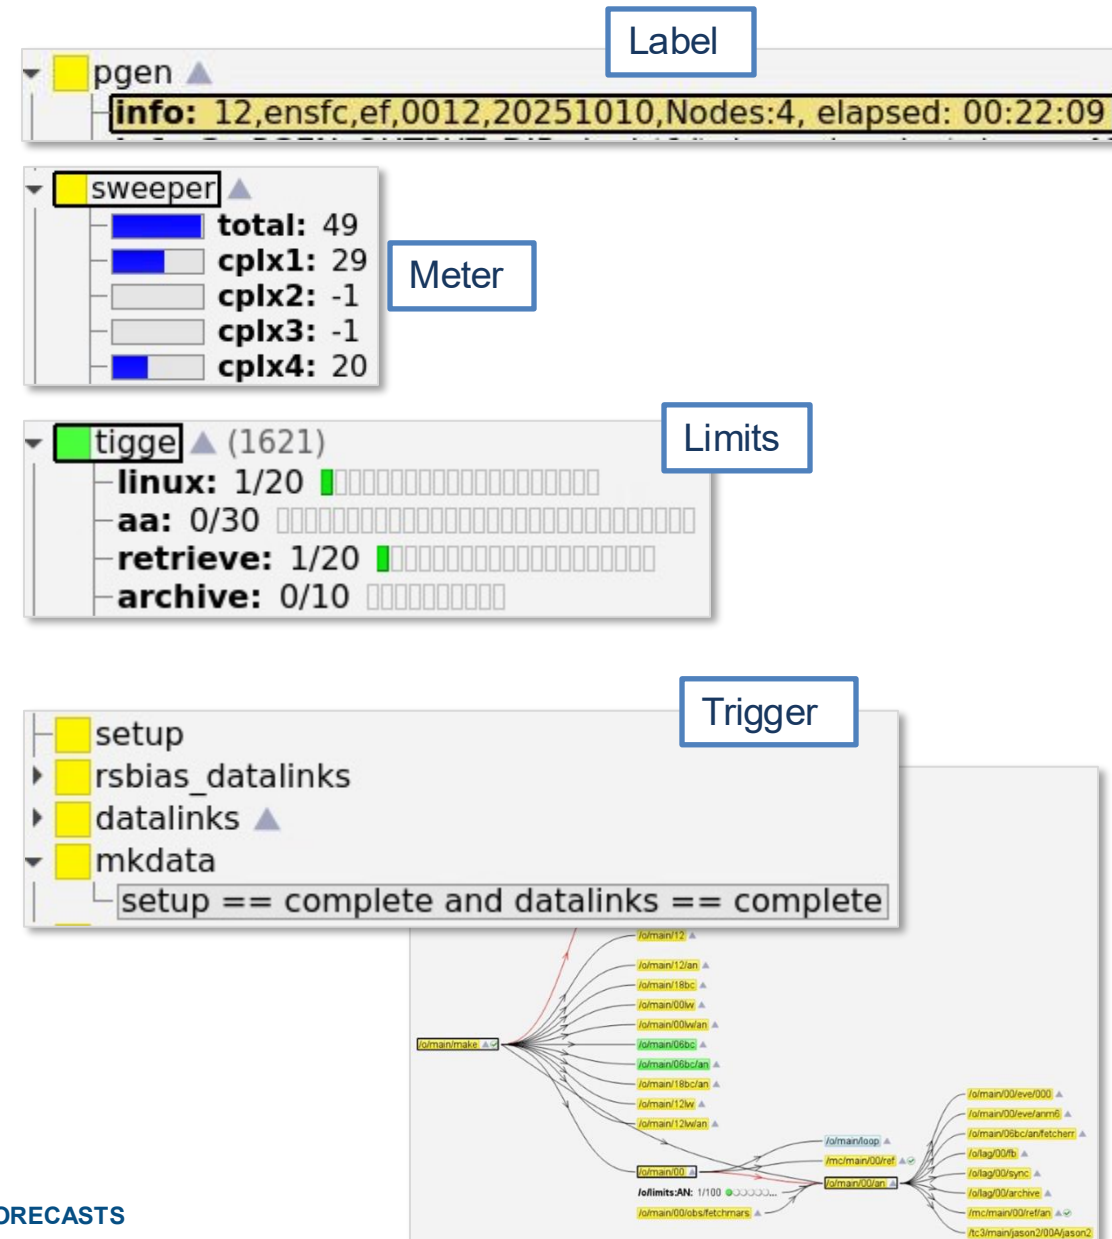 Label
pgen
info: 12,ensfc,ef,0012,20251010,Nodes:4, elapsed: 00:22:09
sweeper
total: 49
cplx1: 29
cplx2: -1
cplx3: -1
cplx4: 20
Meter
Limits
tigge (1621)
linux: 1/20
aa: 0/30
retrieve: 1/20
archive: 0/10
Trigger
setup
rsbias_datalinks
datalinks
mkdata
setup == complete and datalinks == complete
/o/main/12
/o/main/12/an
/o/main/18bc
/o/main/00lw
/o/main/00lw/an
/o/main/make
/o/main/06bc
/o/main/06bc/an
/o/main/18bc/an
/o/main/12lw
/o/main/12lw/an
/o/main/00
/o/limits:AN: 1/100
/o/main/00/obs/fetchmars
/o/main/loop
/mc/main/00/ref
/o/main/00/an
/o/main/00/eve/000
/o/main/00/eve/anm6
/o/main/06bc/an/fetcherr
/o/lag/00/fb
/o/lag/00/sync
/o/lag/00/archive
/mc/main/00/ref/an
/tc3/main/jason2/00A/jason2
ORECASTS